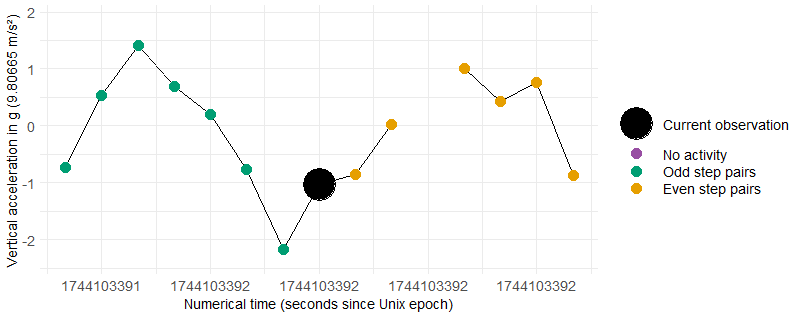 Vertical acceleration in g (9.80665 m/s²)
2
1
0
-1
-2
1744103391
1744103392
1744103392
1744103392
1744103392
Numerical time (seconds since Unix epoch)
Current observation
No activity
Odd step pairs
Even step pairs